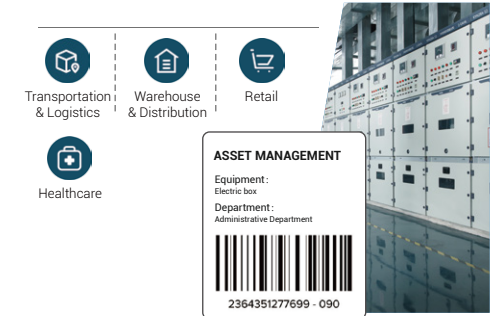 Transportation
& Logistics
Warehouse
& Distribution
Retail
Healthcare
ASSET MANAGEMENT
Equipment:
Electric box
Department:
Administrative Department
2364351277699 - 090